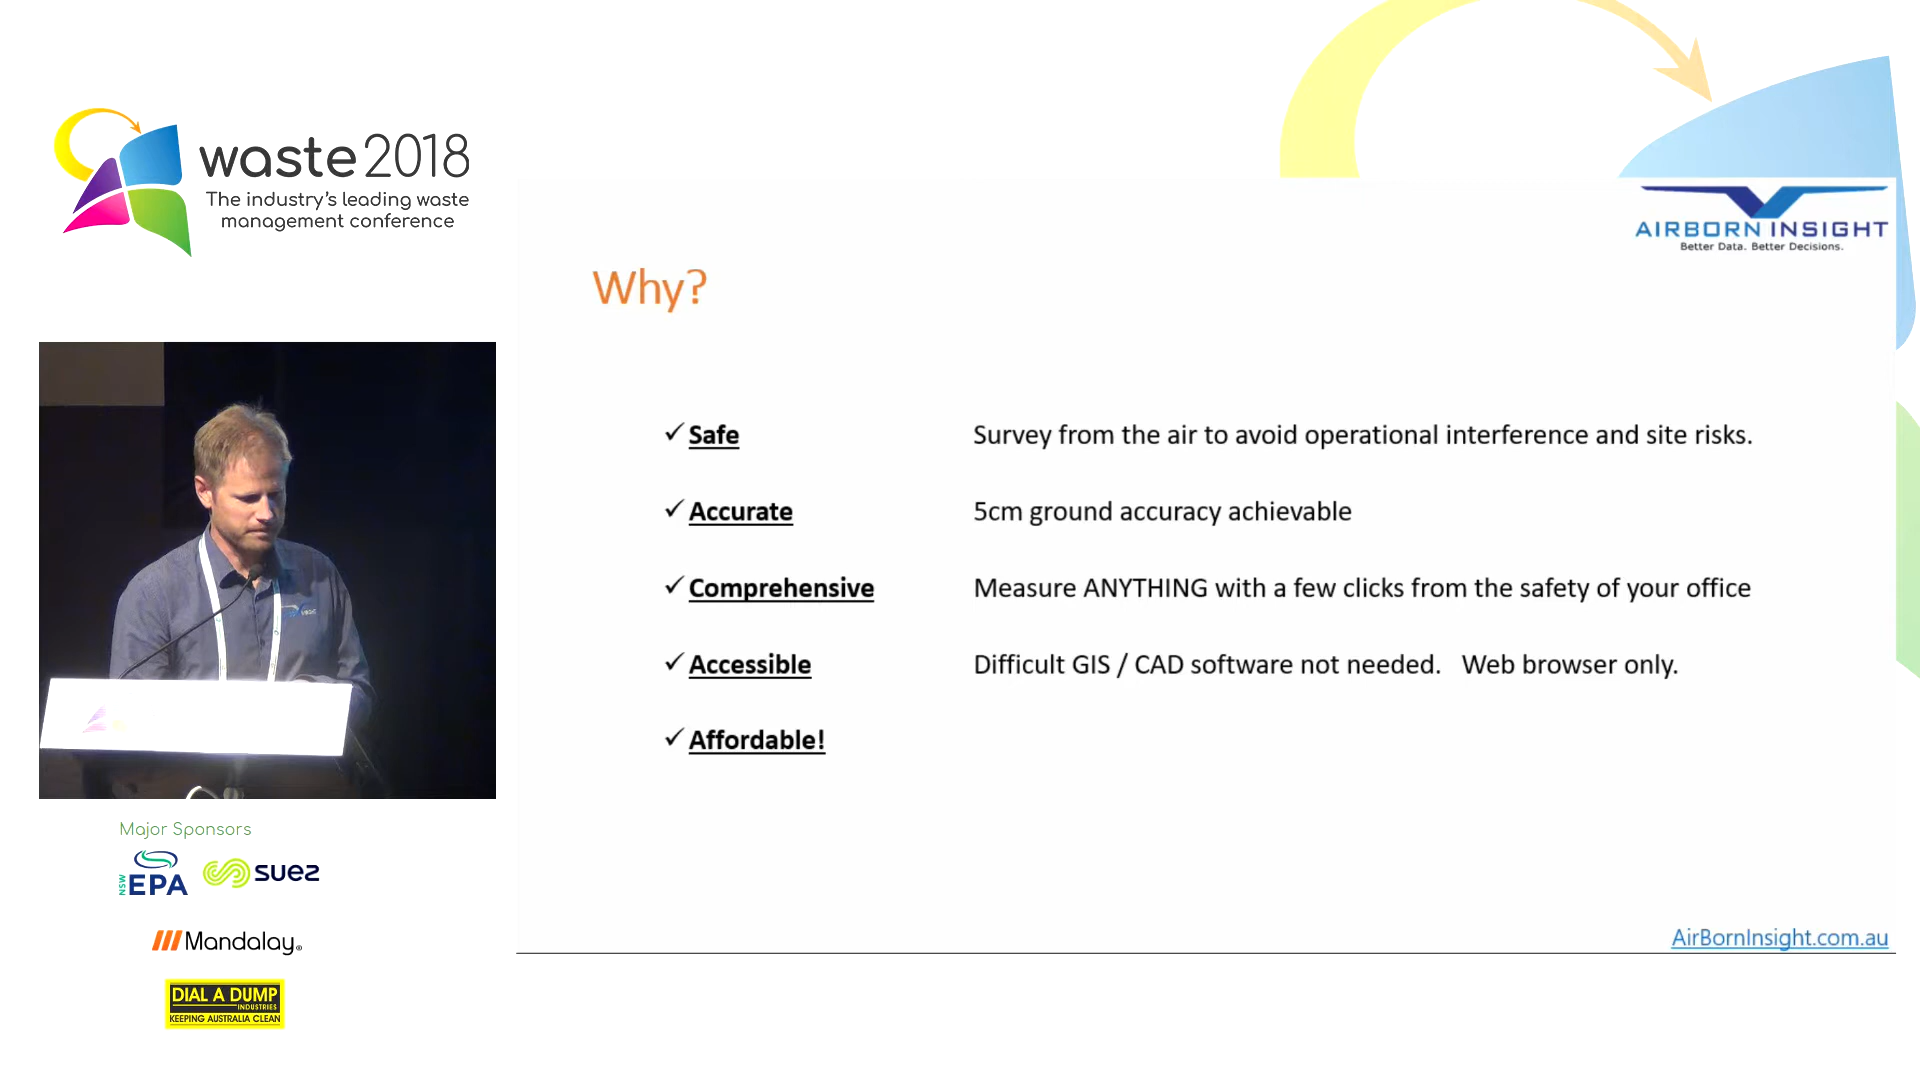 waste 2018
The industry's leading waste
management conference
AIRBORN INSIGHT
Better Data. Better Decisions.
Why?
✓ Safe Survey from the air to avoid operational interference and site risks.
✓ Accurate 5cm ground accuracy achievable
✓ Comprehensive Measure ANYTHING with a few clicks from the safety of your office
✓ Accessible Difficult GIS / CAD software not needed. Web browser only.
✓ Affordable!
AirBornInsight.com.au
Major Sponsors
NSW EPA
suez
Mandalay®
DIAL A DUMP
INDUSTRIES
KEEPING AUSTRALIA CLEAN